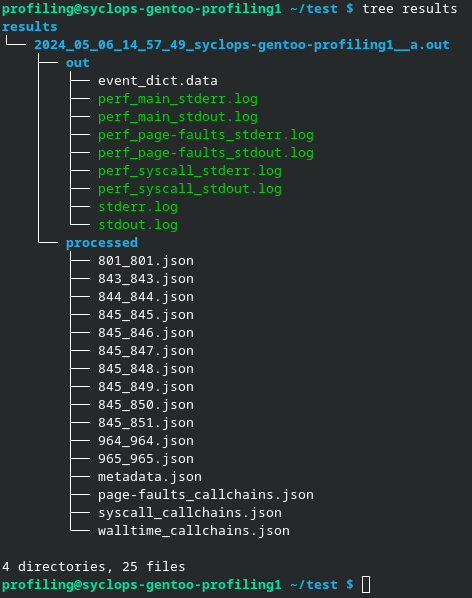 profiling@syclops-gentoo-profiling1 ~/test $ tree results
results
└── 2024_05_06_14_57_49_syclops-gentoo-profiling1__a.out
    ├── out
    │   ├── event_dict.data
    │   ├── perf_main_stderr.log
    │   ├── perf_main_stdout.log
    │   ├── perf_page-faults_stderr.log
    │   ├── perf_page-faults_stdout.log
    │   ├── perf_syscall_stderr.log
    │   ├── perf_syscall_stdout.log
    │   ├── stderr.log
    │   └── stdout.log
    └── processed
        ├── 801_801.json
        ├── 843_843.json
        ├── 844_844.json
        ├── 845_845.json
        ├── 845_846.json
        ├── 845_847.json
        ├── 845_848.json
        ├── 845_849.json
        ├── 845_850.json
        ├── 845_851.json
        ├── 964_964.json
        ├── 965_965.json
        ├── metadata.json
        ├── page-faults_callchains.json
        ├── syscall_callchains.json
        └── walltime_callchains.json

4 directories, 25 files
profiling@syclops-gentoo-profiling1 ~/test $